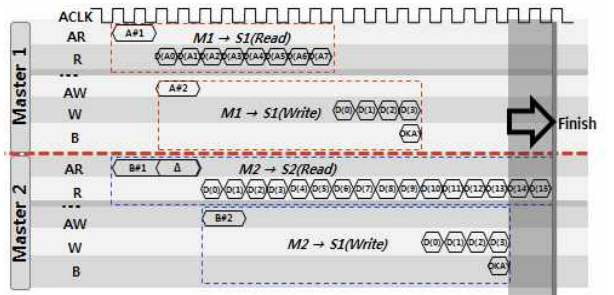 ACLK
Master 1
AR A#1 M1 → S1(Read)
R D(A0 D(A1 D(A2 D(A3 D(A4 D(A5 D(A6 D(A7
AW A#2
W M1 → S1(Write) D(0) D(1) D(2) D(3)
B OKA
Finish
Master 2
AR B#1 Δ M2 → S2(Read)
R D(0) D(1) D(2) D(3) D(4) D(5) D(6) D(7) D(8) D(9) D(10 D(11 D(12 D(13 D(14 D(15
AW B#2
W M2 → S1(Write) D(0) D(1) D(2) D(3)
B OKA